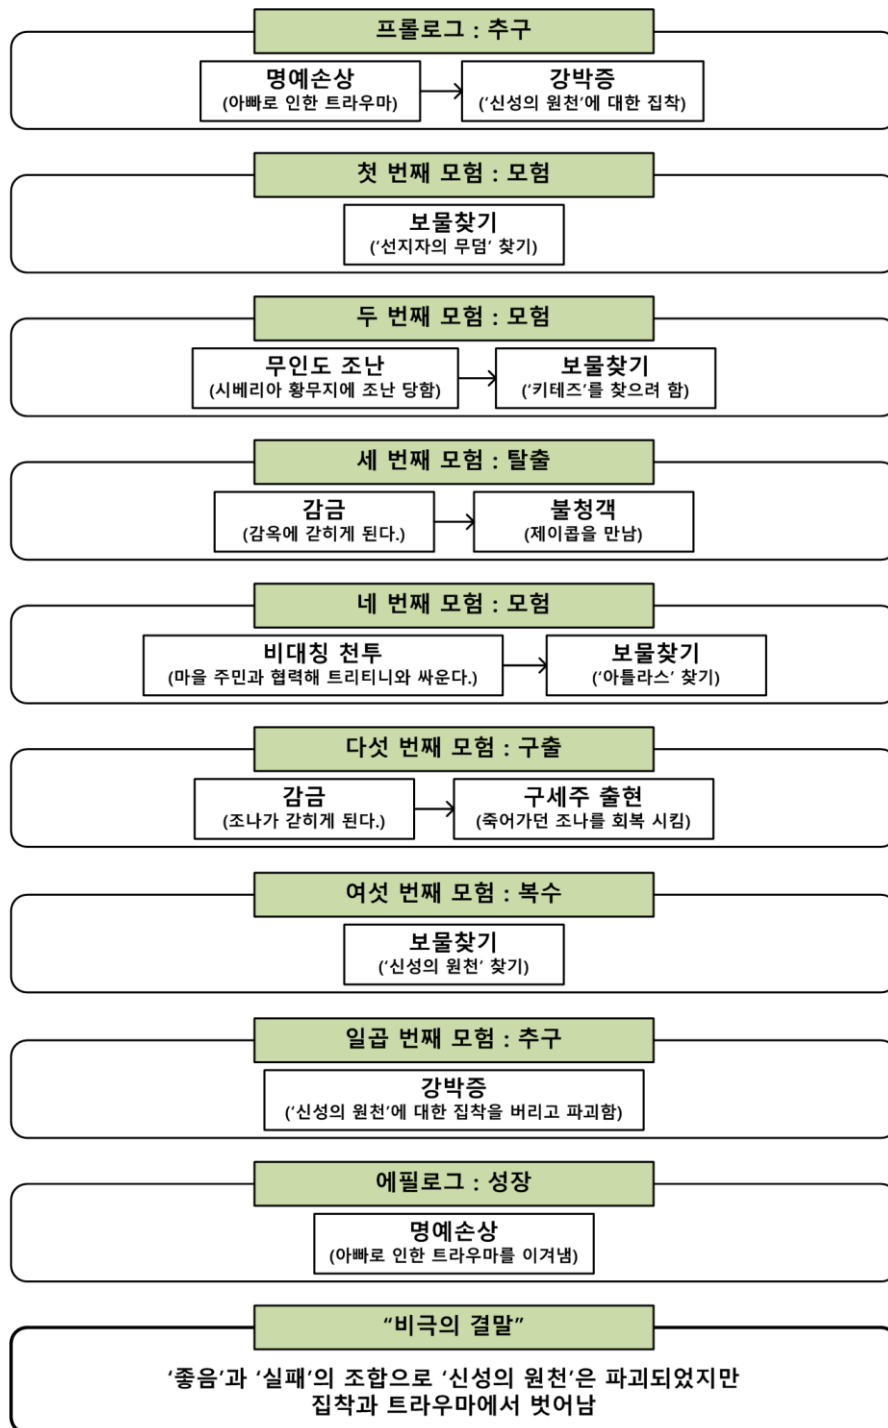 프롤로그 : 추구
명예손상
(아빠로 인한 트라우마)
강박증
('신성의 원천'에 대한 집착)
첫 번째 모험 : 모험
보물찾기
('선지자의 무덤' 찾기)
두 번째 모험 : 모험
무인도 조난
(시베리아 황무지에 조난 당함)
보물찾기
('키테즈'를 찾으려 함)
세 번째 모험 : 탈출
감금
(감옥에 갇히게 된다.)
불청객
(제이콥을 만남)
네 번째 모험 : 모험
비대칭 천투
(마을 주민과 협력해 트리티니와 싸운다.)
보물찾기
('아틀라스' 찾기)
다섯 번째 모험 : 구출
감금
(조나가 갇히게 된다.)
구세주 출현
(죽어가던 조나를 회복 시킴)
여섯 번째 모험 : 복수
보물찾기
('신성의 원천' 찾기)
일곱 번째 모험 : 추구
강박증
('신성의 원천'에 대한 집착을 버리고 파괴함)
에필로그 : 성장
명예손상
(아빠로 인한 트라우마를 이겨냄)
“비극의 결말”
‘좋음’과 ‘실패’의 조합으로 ‘신성의 원천’은 파괴되었지만
집착과 트라우마에서 벗어남